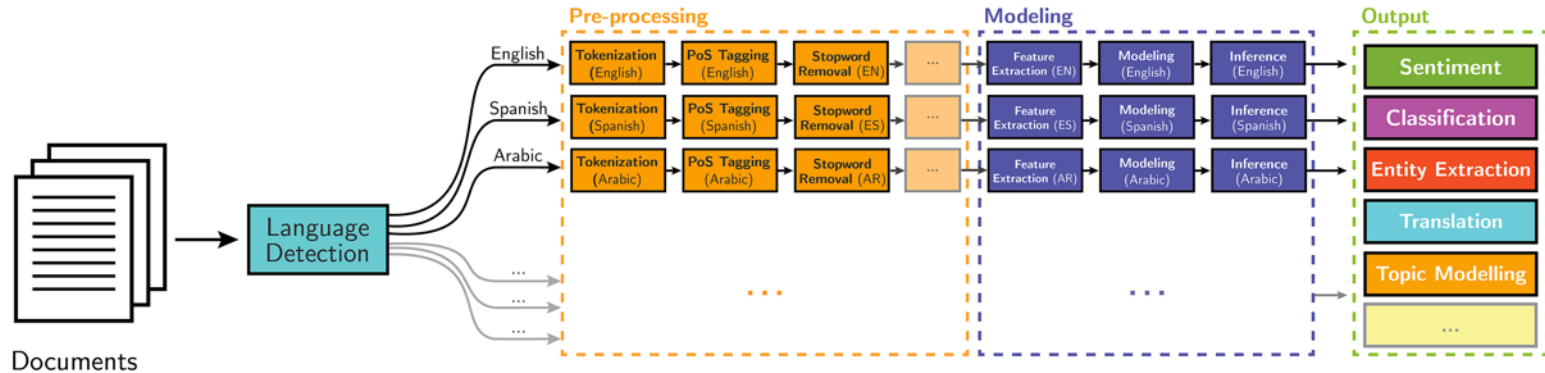 Pre-processing
Modeling
Output
English
Tokenization
(English)
PoS Tagging
(English)
Stopword
Removal (EN)
...
Feature
Extraction (EN)
Modeling
(English)
Inference
(English)
Sentiment
Spanish
Tokenization
(Spanish)
PoS Tagging
(Spanish)
Stopword
Removal (ES)
...
Feature
Extraction (ES)
Modeling
(Spanish)
Inference
(Spanish)
Classification
Arabic
Tokenization
(Arabic)
PoS Tagging
(Arabic)
Stopword
Removal (AR)
...
Feature
Extraction (AR)
Modeling
(Arabic)
Inference
(Arabic)
Entity Extraction
Language
Detection
Translation
...
...
...
...
...
Topic Modelling
...
Documents